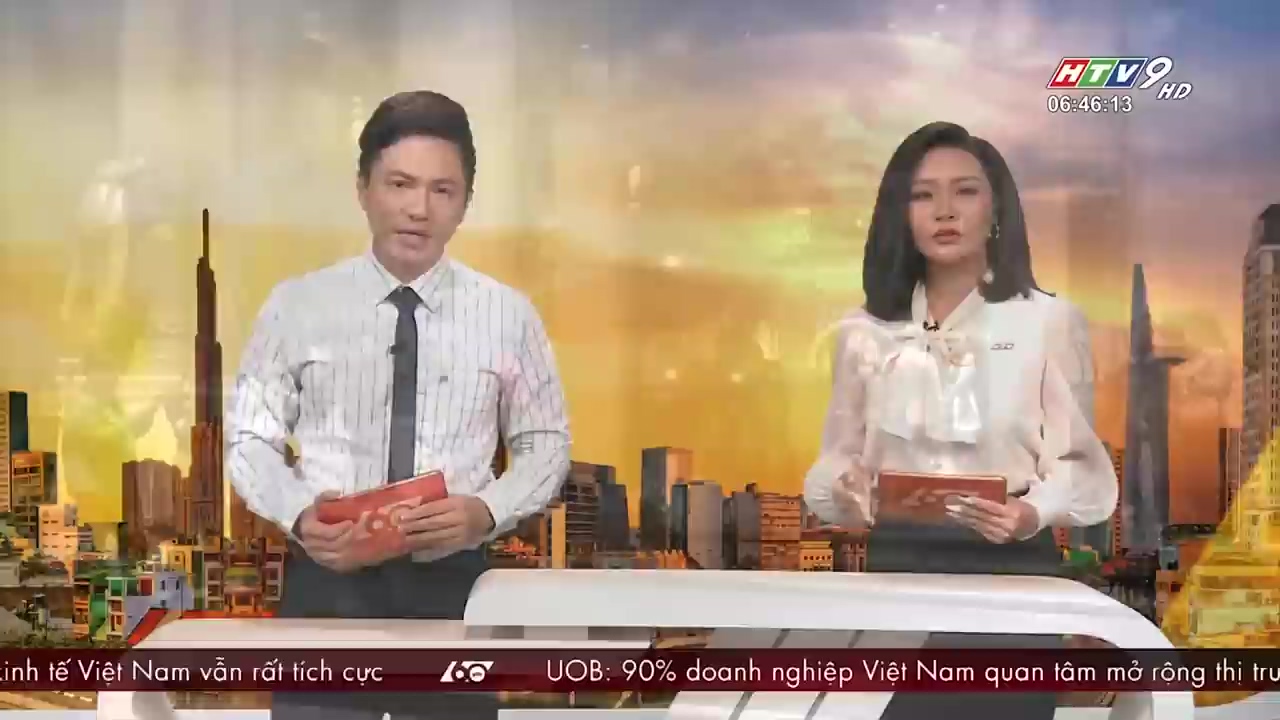 HTV9 HD
06:46:13
kinh tế Việt Nam vẫn rất tích cực 60 UOB: 90% doanh nghiệp Việt Nam quan tâm mở rộng thị